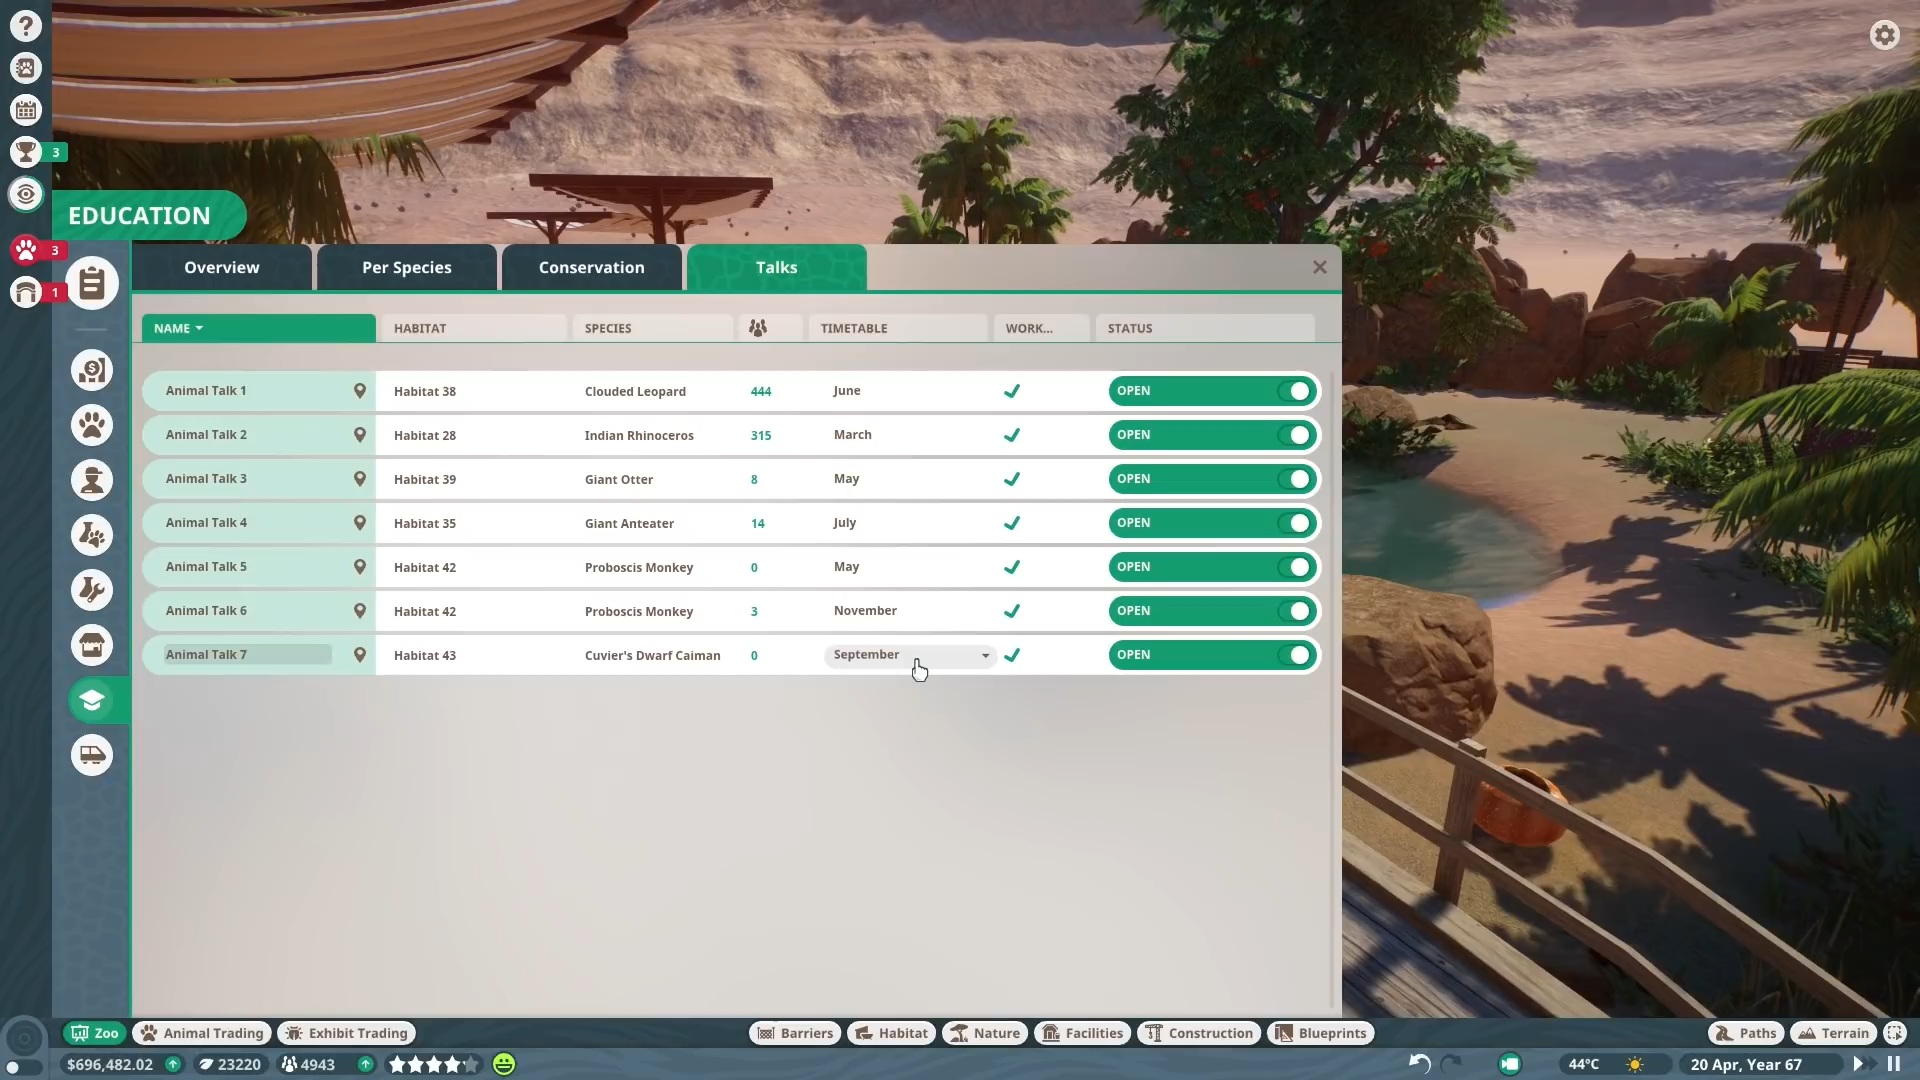 ?
3
EDUCATION
3
1
Overview
Per Species
Conservation
Talks
NAME HABITAT SPECIES TIMETABLE WORK... STATUS
Animal Talk 1 Habitat 38 Clouded Leopard 444 June OPEN
Animal Talk 2 Habitat 28 Indian Rhinoceros 315 March OPEN
Animal Talk 3 Habitat 39 Giant Otter 8 May OPEN
Animal Talk 4 Habitat 35 Giant Anteater 14 July OPEN
Animal Talk 5 Habitat 42 Proboscis Monkey 0 May OPEN
Animal Talk 6 Habitat 42 Proboscis Monkey 3 November OPEN
Animal Talk 7 Habitat 43 Cuvier's Dwarf Caiman 0 September OPEN
Zoo Animal Trading Exhibit Trading Barriers Habitat Nature Facilities Construction Blueprints Paths Terrain
$696,482.02 23220 4943 44°C 20 Apr, Year 67